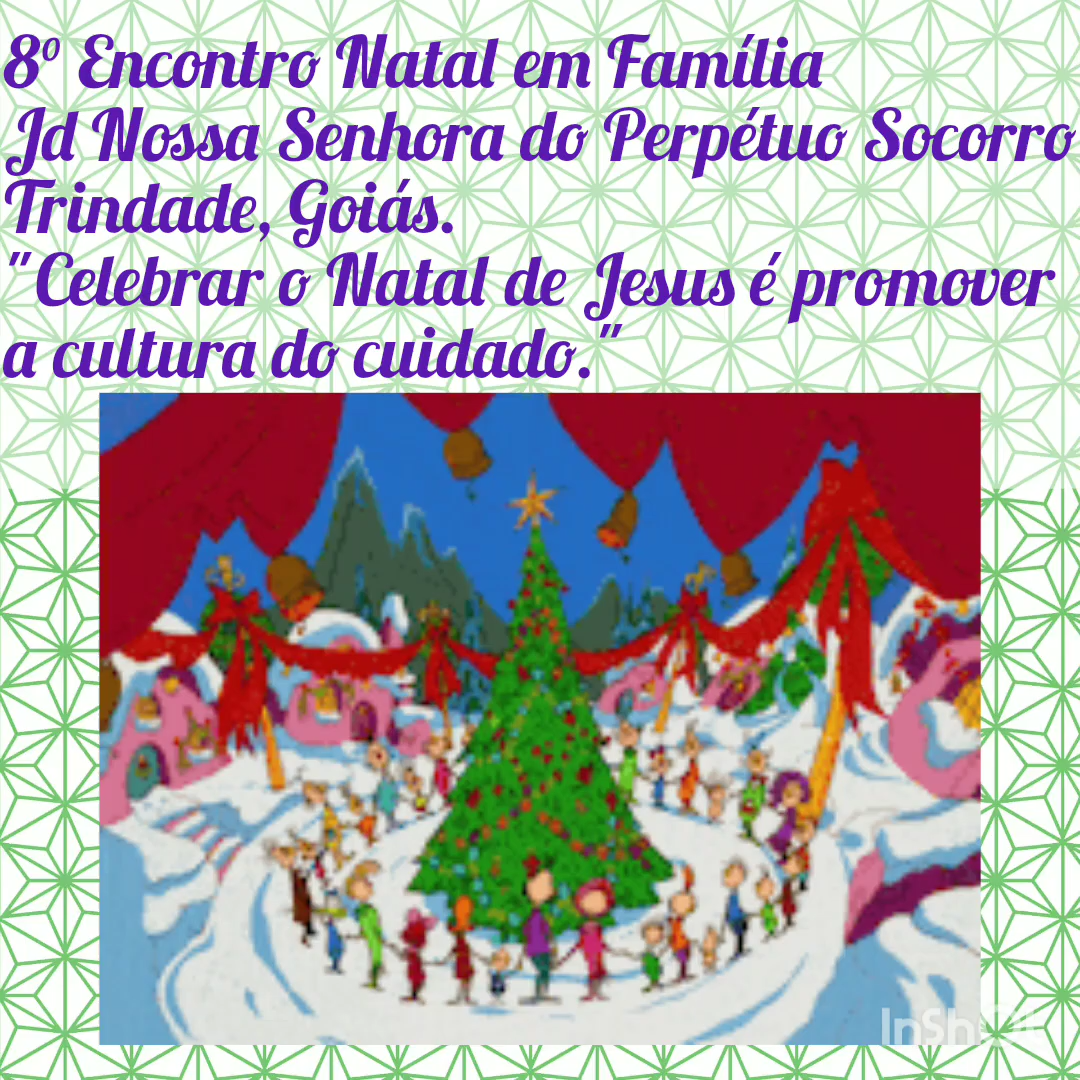 8º Encontro Natal em Família
Jd Nossa Senhora do Perpétuo Socorro
Trindade, Goiás.
"Celebrar o Natal de Jesus é promover
a cultura do cuidado."
InShOt